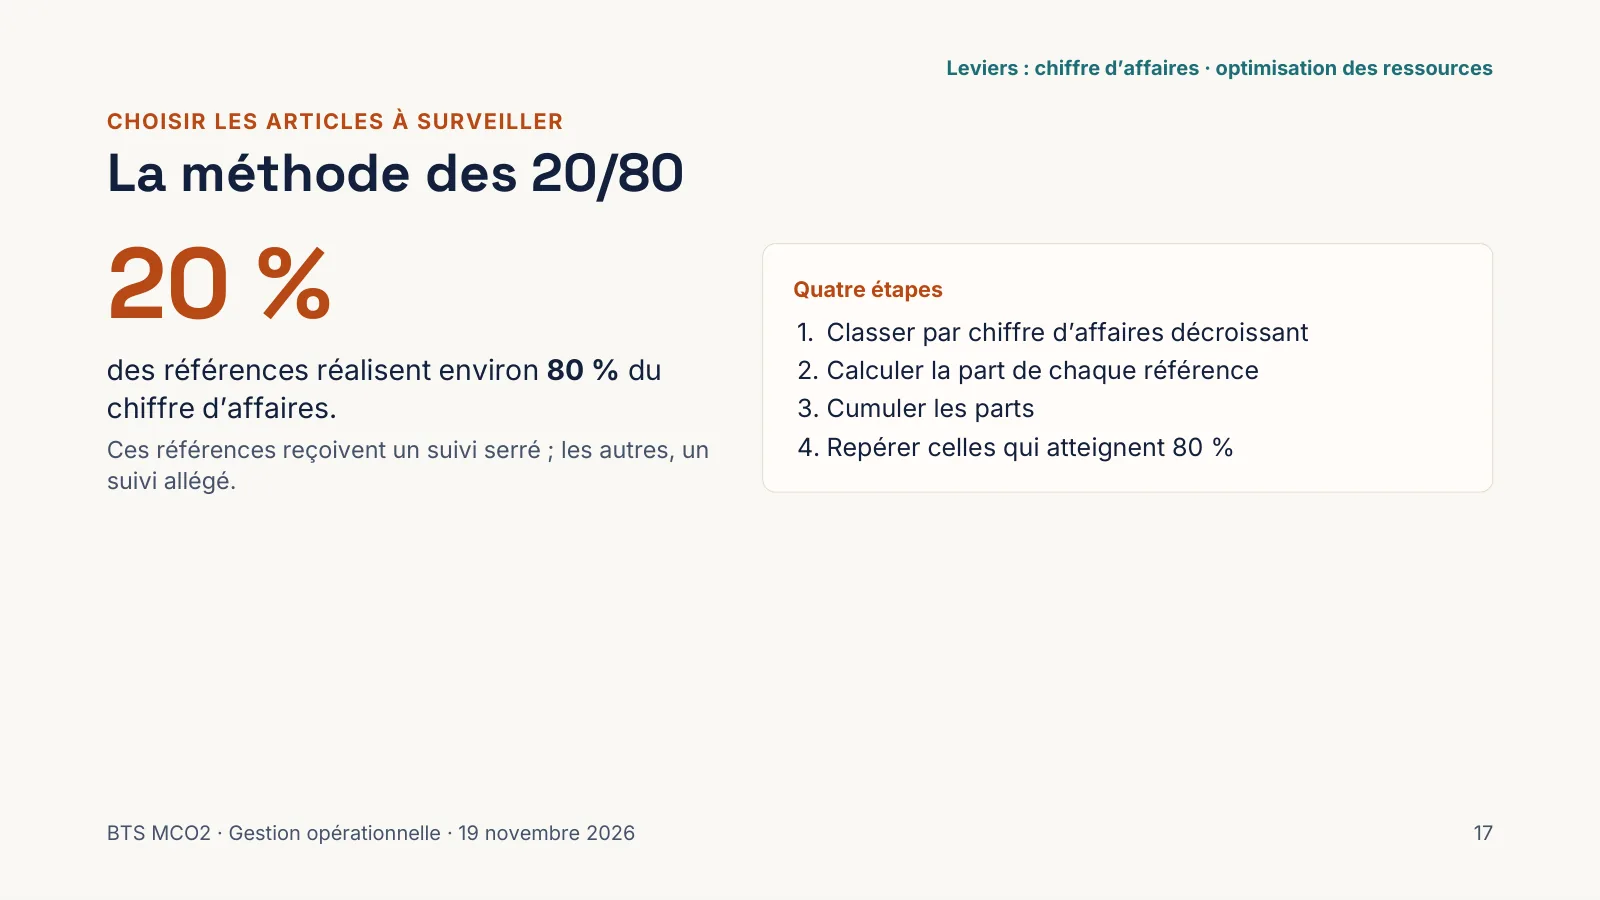 Leviers : chiffre d’affaires · optimisation des ressources
CHOISIR LES ARTICLES À SURVEILLER
La méthode des 20/80
20 %
des références réalisent environ 80 % du
chiffre d’affaires.
Ces références reçoivent un suivi serré ; les autres, un
suivi allégé.
Quatre étapes
1. Classer par chiffre d’affaires décroissant
2. Calculer la part de chaque référence
3. Cumuler les parts
4. Repérer celles qui atteignent 80 %
BTS MCO2 · Gestion opérationnelle · 19 novembre 2026
17